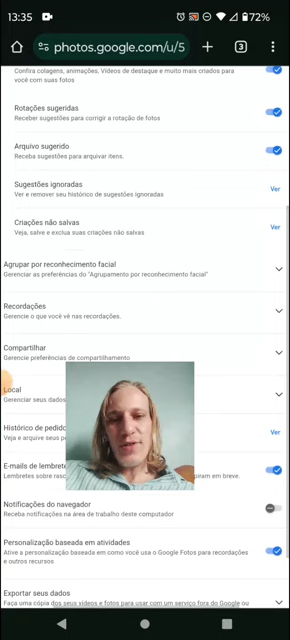 13:35
72%
photos.google.com/u/5
3
Confira colagens, animações, Vídeos de destaque e muito mais criados para
você com suas fotos
Rotações sugeridas
Receber sugestões para corrigir a rotação de fotos
Arquivo sugerido
Receba sugestões para arquivar itens.
Sugestões ignoradas
Ver e remover seu histórico de sugestões ignoradas
Ver
Criações não salvas
Veja, salve e exclua suas criações não salvas
Ver
Agrupar por reconhecimento facial
Gerenciar as preferências do "Agrupamento por reconhecimento facial"
Recordações
Gerencie o que você vê nas recordações.
Compartilhar
Gerencie preferências de compartilhamento
Local
Gerenciar seus dados
Histórico de pedido
Veja e arquive seus p
Ver
E-mails de lembrete
Lembretes sobre rasc
piram em breve.
Notificações do navegador
Receba notificações na área de trabalho deste computador
Personalização baseada em atividades
Ative a personalização baseada em como você usa o Google Fotos para recordações
e outros recursos
Exportar seus dados
Faça uma cópia dos seus vídeos e fotos para usar com um serviço fora do Google ou